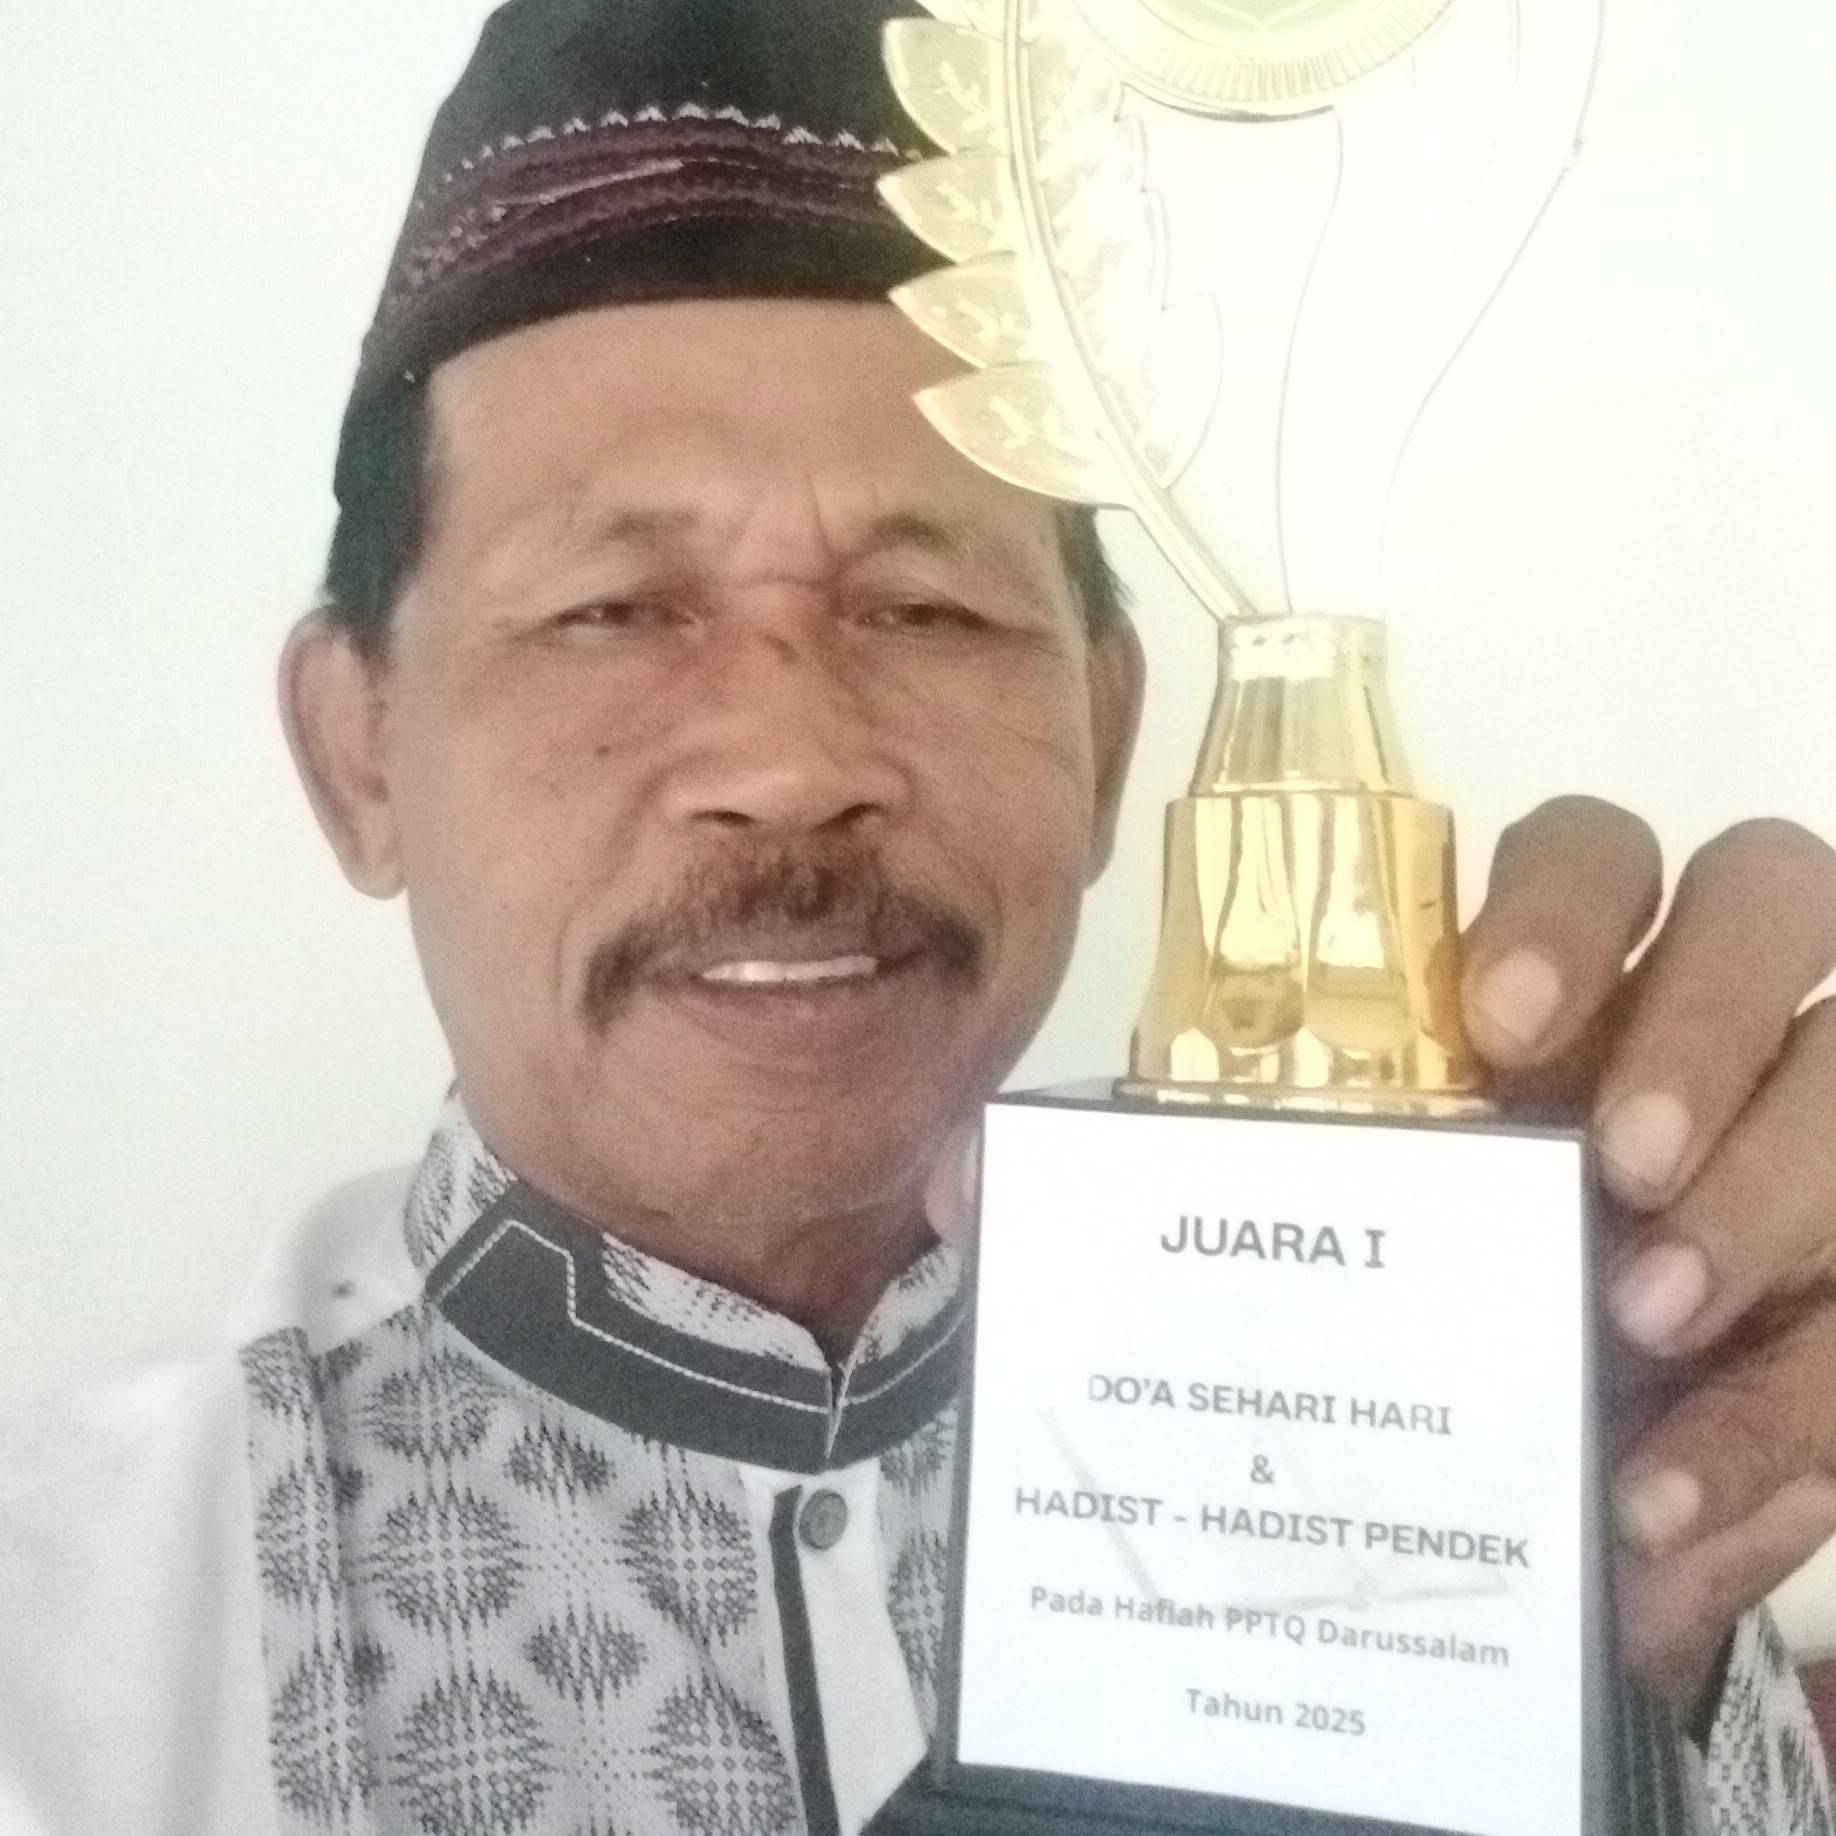 JUARA I
DO'A SEHARI HARI
&
HADIST - HADIST PENDEK
Pada Haflah PPTQ Darussalam
Tahun 2025